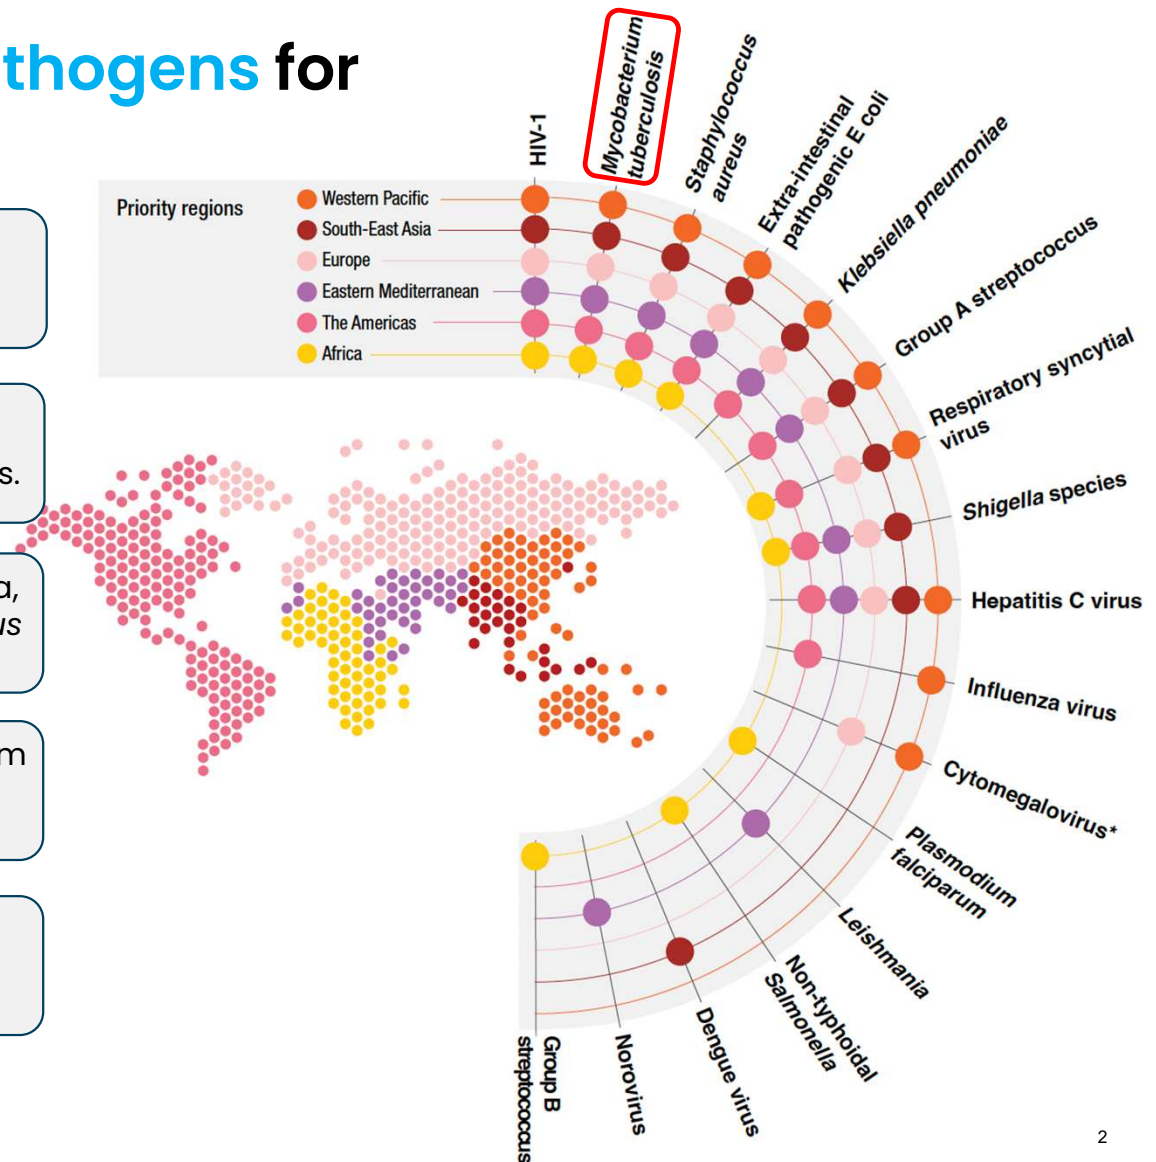 thogens for
s.
a,
us
m
Priority regions
Western Pacific
South-East Asia
Europe
Eastern Mediterranean
The Americas
Africa
HIV-1
Mycobacterium
tuberculosis
Staphylococcus
aureus
Extra-intestinal
pathogenic E coli
Klebsiella pneumoniae
Group A streptococcus
Respiratory syncytial
virus
Shigella species
Hepatitis C virus
Influenza virus
Cytomegalovirus*
Plasmodium
falciparum
Leishmania
Non-typhoidal
Salmonella
Dengue virus
Norovirus
Group B
streptococcus
2